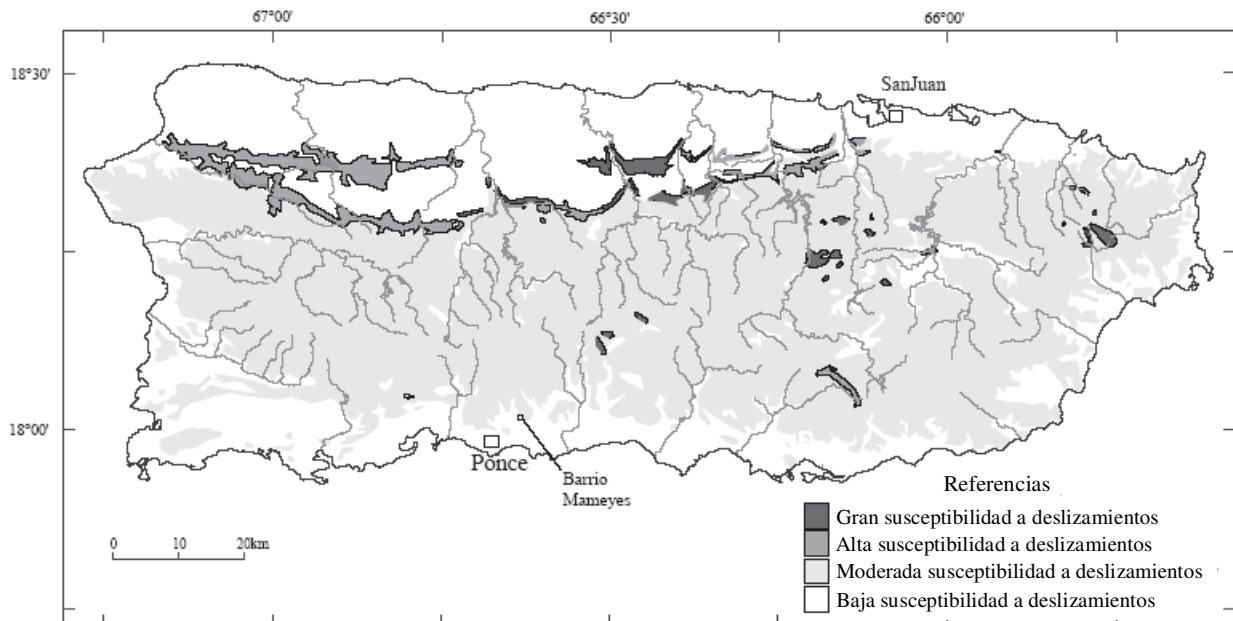 67°00'
66°30'
66°00'
18°30'
SanJuan
18°00'
Ponce
Barrio
Mameyes
Referencias
Gran susceptibilidad a deslizamientos
Alta susceptibilidad a deslizamientos
Moderada susceptibilidad a deslizamientos
Baja susceptibilidad a deslizamientos
0 10 20km